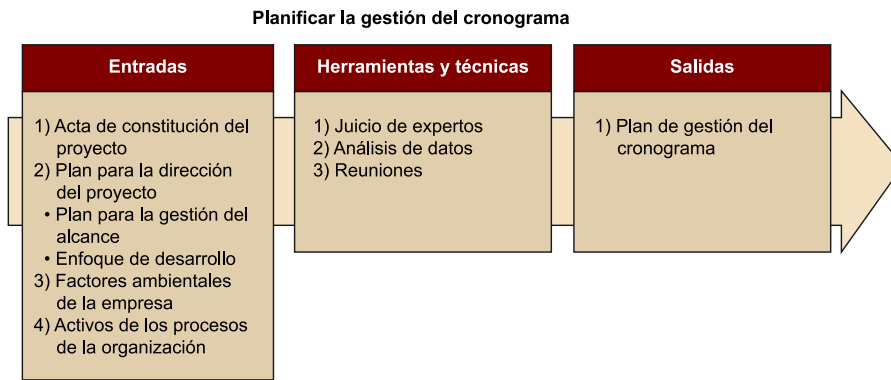 Planificar la gestión del cronograma
Entradas
1) Acta de constitución del
proyecto
2) Plan para la dirección
del proyecto
• Plan para la gestión del
alcance
• Enfoque de desarrollo
3) Factores ambientales
de la empresa
4) Activos de los procesos
de la organización
Herramientas y técnicas
1) Juicio de expertos
2) Análisis de datos
3) Reuniones
Salidas
1) Plan de gestión del
cronograma